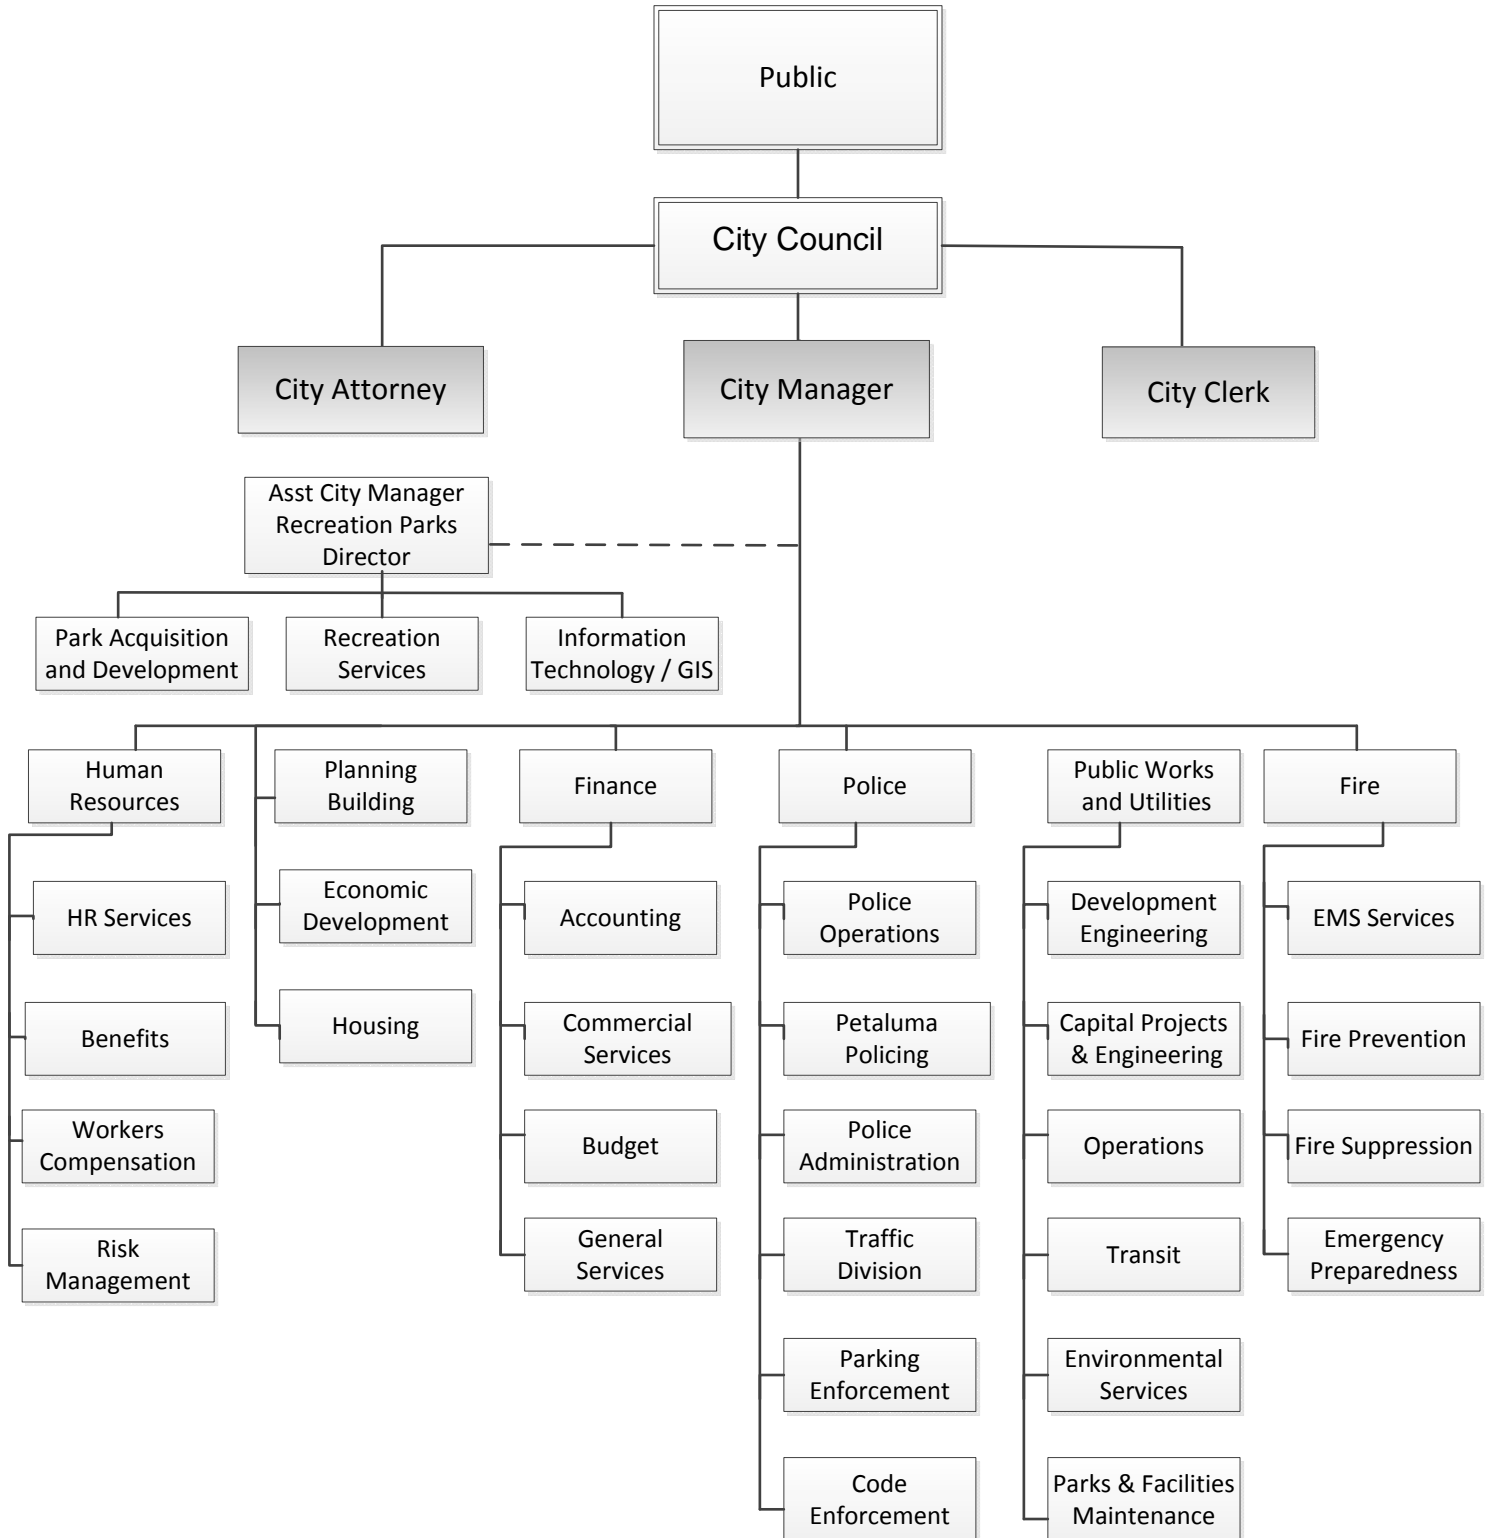 Public
City Council
City Attorney
City Manager
City Clerk
Asst City Manager
Recreation Parks
Director
Park Acquisition
and Development
Recreation
Services
Information
Technology / GIS
Human
Resources
Planning
Building
Finance
Police
Public Works
and Utilities
Fire
HR Services
Benefits
Workers
Compensation
Risk
Management
Economic
Development
Housing
Accounting
Commercial
Services
Budget
General
Services
Police
Operations
Petaluma
Policing
Police
Administration
Traffic
Division
Parking
Enforcement
Code
Enforcement
Development
Engineering
Capital Projects
& Engineering
Operations
Transit
Environmental
Services
Parks & Facilities
Maintenance
EMS Services
Fire Prevention
Fire Suppression
Emergency
Preparedness